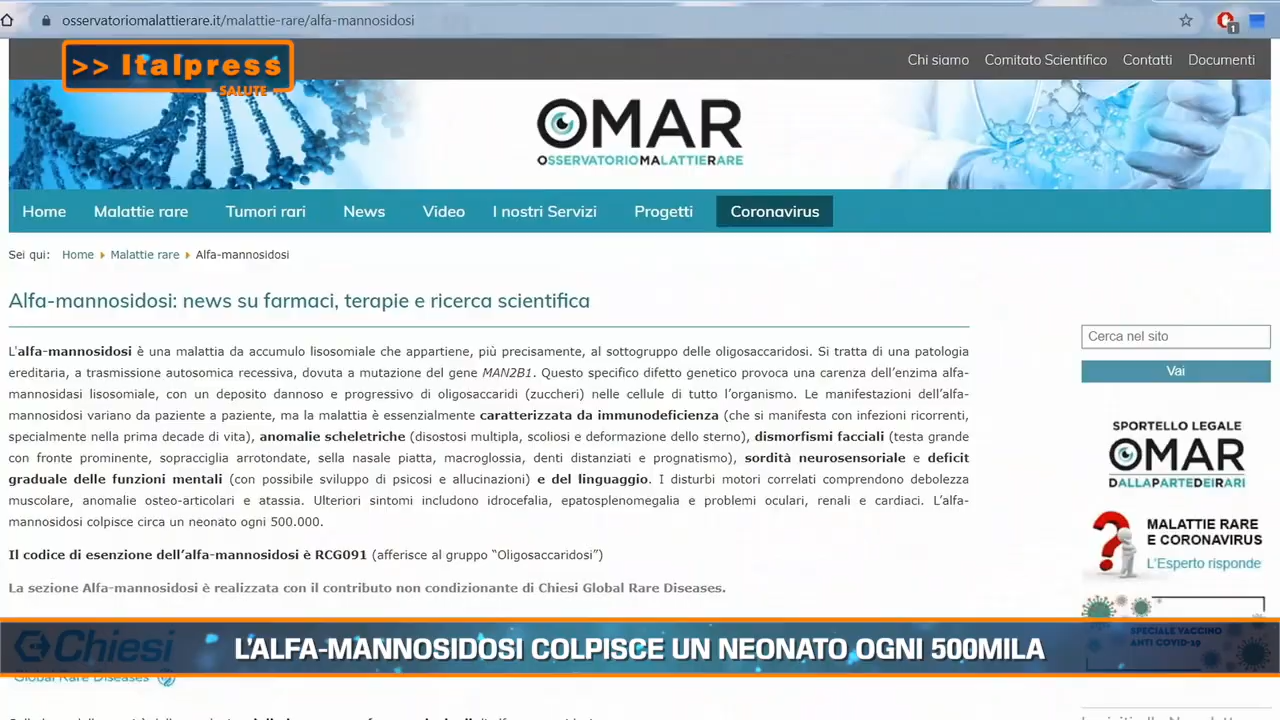 osservatoriomalattierare.it/malattie-rare/alfa-mannosidosi
1
>> Italpress
SALUTE
Chi siamo Comitato Scientifico Contatti Documenti
OMAR
OSSERVATORIOMALATTIERARE
Home Malattie rare Tumori rari News Video I nostri Servizi Progetti Coronavirus
Sei qui: Home Malattie rare Alfa-mannosidosi
Alfa-mannosidosi: news su farmaci, terapie e ricerca scientifica
L'alfa-mannosidosi è una malattia da accumulo lisosomiale che appartiene, più precisamente, al sottogruppo delle oligosaccaridosi. Si tratta di una patologia
ereditaria, a trasmissione autosomica recessiva, dovuta a mutazione del gene MAN2B1. Questo specifico difetto genetico provoca una carenza dell'enzima alfa-
mannosidasi lisosomiale, con un deposito dannoso e progressivo di oligosaccaridi (zuccheri) nelle cellule di tutto l'organismo. Le manifestazioni dell'alfa-
mannosidosi variano da paziente a paziente, ma la malattia è essenzialmente caratterizzata da immunodeficienza (che si manifesta con infezioni ricorrenti,
specialmente nella prima decade di vita), anomalie scheletriche (disostosi multipla, scoliosi e deformazione dello sterno), dismorfismi facciali (testa grande
con fronte prominente, sopracciglia arrotondate, sella nasale piatta, macroglossia, denti distanziati e prognatismo), sordità neurosensoriale e deficit
graduale delle funzioni mentali (con possibile sviluppo di psicosi e allucinazioni) e del linguaggio. I disturbi motori correlati comprendono debolezza
muscolare, anomalie osteo-articolari e atassia. Ulteriori sintomi includono idrocefalia, epatosplenomegalia e problemi oculari, renali e cardiaci. L'alfa-
mannosidosi colpisce circa un neonato ogni 500.000.
Il codice di esenzione dell'alfa-mannosidosi è RCG091 (afferisce al gruppo “Oligosaccaridosi”)
La sezione Alfa-mannosidosi è realizzata con il contributo non condizionante di Chiesi Global Rare Diseases.
Cerca nel sito
Vai
SPORTELLO LEGALE
OMAR
DALLAPARTEDEIRARI
MALATTIE RARE
E CORONAVIRUS
L'Esperto risponde
SPECIALE VACCINO
ANTI COVID-19
Chiesi
Global Rare Diseases
L'ALFA-MANNOSIDOSI COLPISCE UN NEONATO OGNI 500MILA